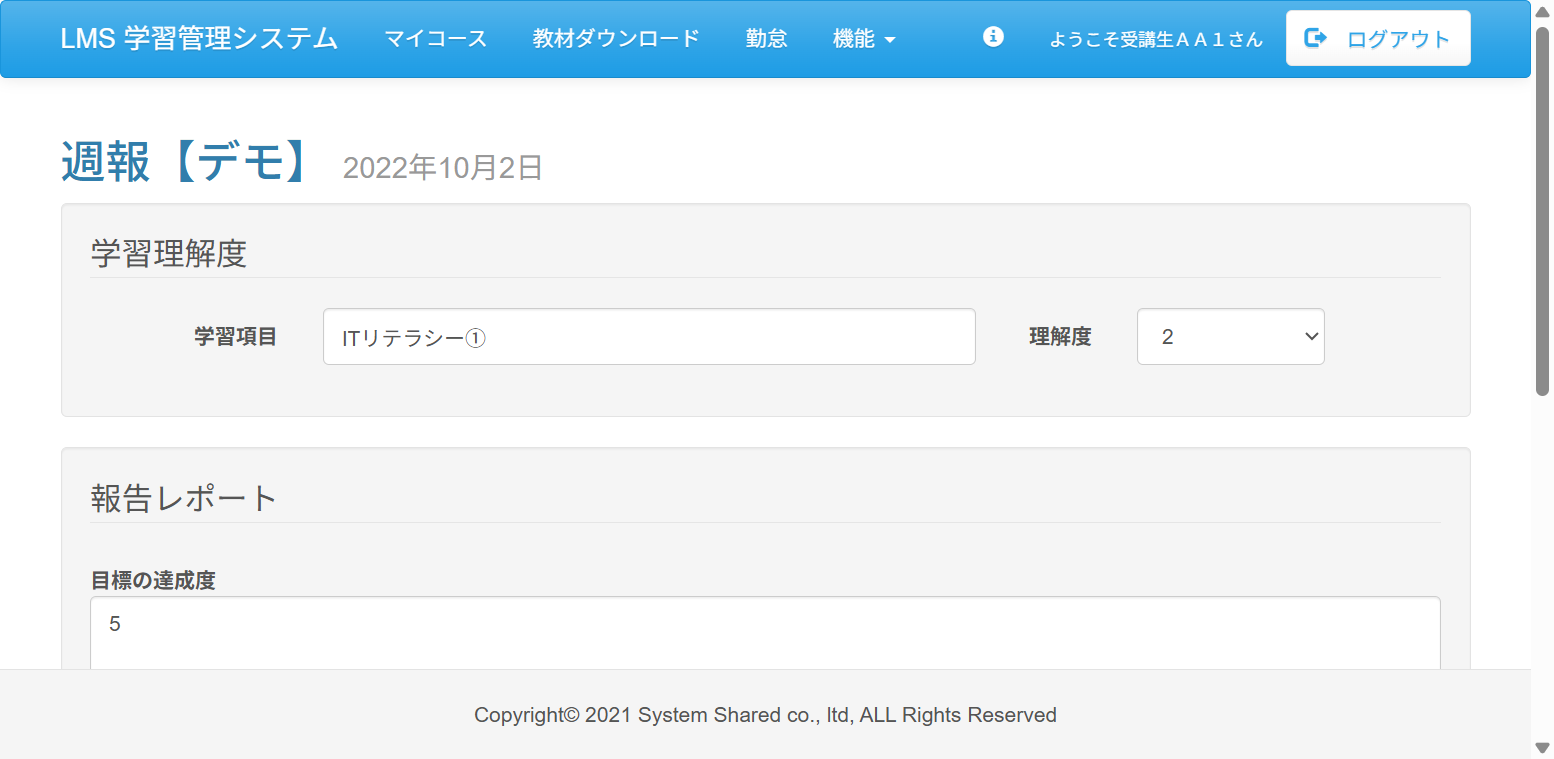 LMS 学習管理システム マイコース 教材ダウンロード 勤怠 機能 ようこそ受講生ＡＡ１さん ログアウト
週報【デモ】 2022年10月2日
学習理解度
学習項目 ITリテラシー① 理解度 2
報告レポート
目標の達成度
5
Copyright© 2021 System Shared co., ltd, ALL Rights Reserved